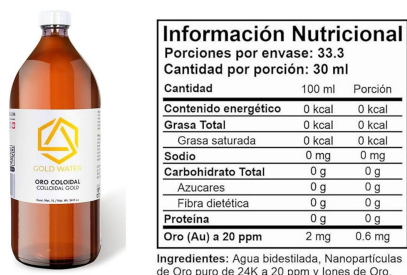 GOLD WATER
ORO COLOIDAL
COLLOIDAL GOLD
Información Nutricional
Porciones por envase: 33.3
Cantidad por porción: 30 ml
Cantidad 100 ml Porción
Contenido energético 0 kcal 0 kcal
Grasa Total 0 kcal 0 kcal
Grasa saturada 0 kcal 0 kcal
Sodio 0 mg 0 mg
Carbohidrato Total 0 g 0 g
Azucares 0 g 0 g
Fibra dietética 0 g 0 g
Proteína 0 g 0 g
Oro (Au) a 20 ppm 2 mg 0.6 mg
Ingredientes: Agua bidestilada, Nanopartículas
de Oro puro de 24K a 20 ppm y Iones de Oro.